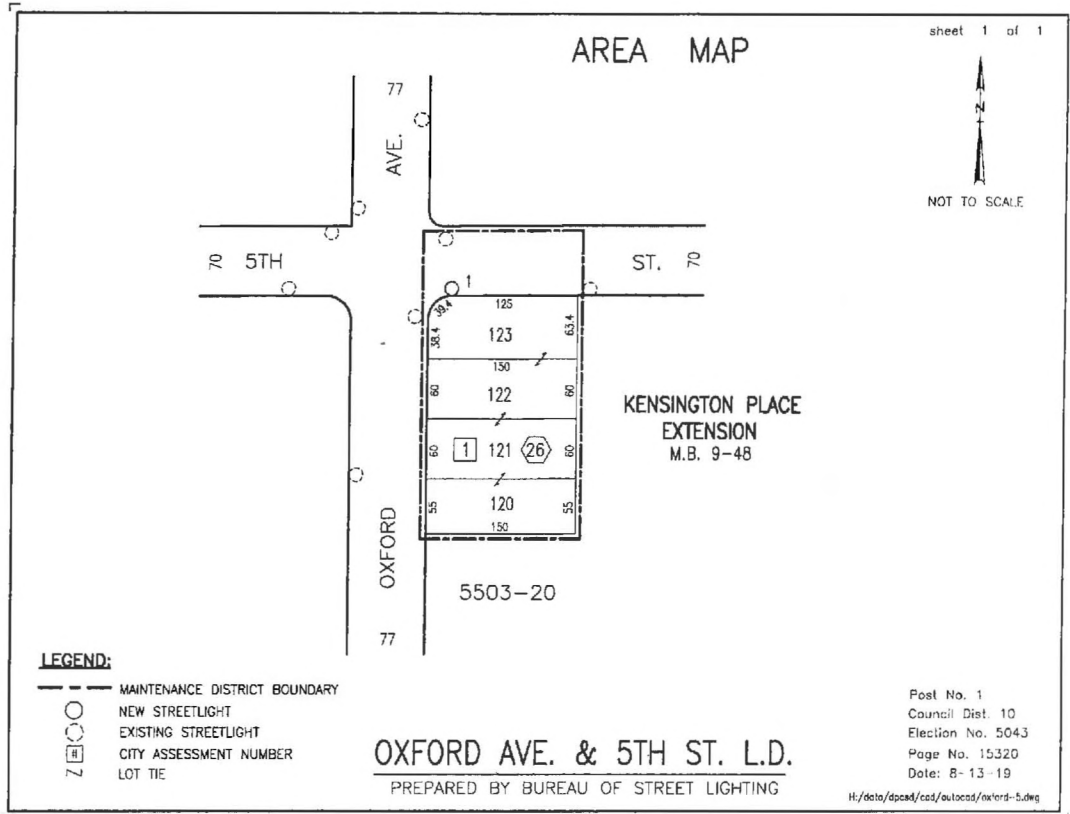 sheet 1 of 1
AREA MAP
N
NOT TO SCALE
77
AVE.
70
5TH
ST.
70
1
39.4
125
38.4
123
63.4
150
60
122
60
60
1
121
26
60
55
120
55
150
KENSINGTON PLACE
EXTENSION
M.B. 9-48
OXFORD
5503-20
77
LEGEND:
MAINTENANCE DISTRICT BOUNDARY
NEW STREETLIGHT
EXISTING STREETLIGHT
# CITY ASSESSMENT NUMBER
LOT TIE
OXFORD AVE. & 5TH ST. L.D.
PREPARED BY BUREAU OF STREET LIGHTING
Post No. 1
Council Dist. 10
Election No. 5043
Page No. 15320
Date: 8-13-19
H:/data/dpcad/cad/autocad/oxford-5.dwg